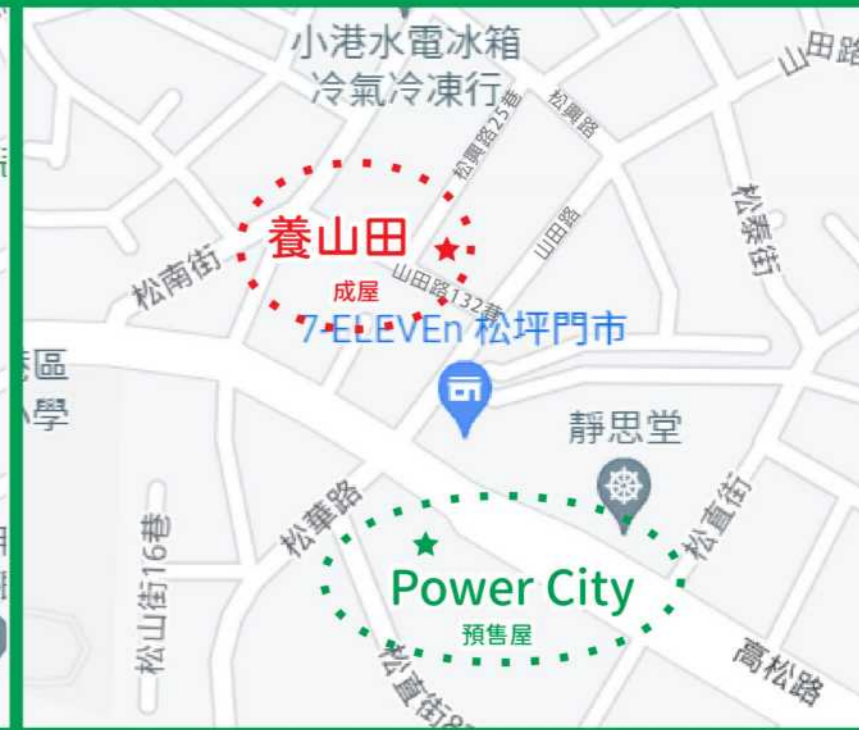 小港水電冰箱
冷氣冷凍行
山田路
松興路25巷
松興路
松泰街
養山田
成屋
山田路
松南街
山田路132巷
7-ELEVEn 松坪門市
靜思堂
松華路
松直街
松山街16巷
Power City
預售屋
高松路
松直街